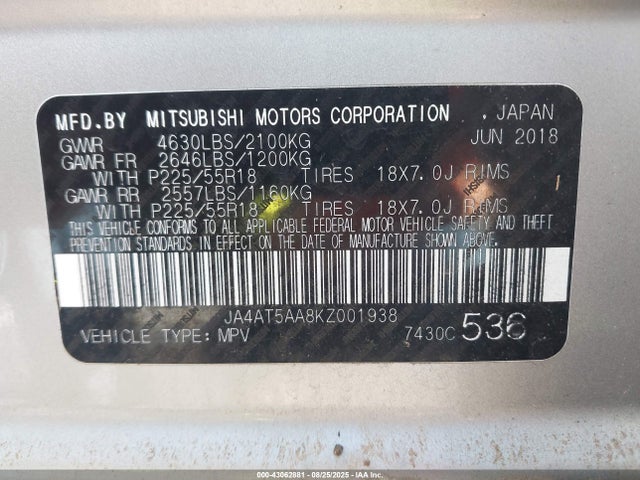 MFD.BY MITSUBISHI MOTORS CORPORATION . JAPAN
GVWR 4630LBS/2100KG JUN 2018
GAWR FR 2646LBS/1200KG
WITH P225/55R18 TIRES 18X7.0J RIMS
GAWR RR 2557LBS/1160KG
WITH P225/55R18 TIRES 18X7.0J RIMS
THIS VEHICLE CONFORMS TO ALL APPLICABLE FEDERAL MOTOR VEHICLE SAFETY AND THEFT
PREVENTION STANDARDS IN EFFECT ON THE DATE OF MANUFACTURE SHOWN ABOVE.
JA4AT5AA8KZ001938
VEHICLE TYPE: MPV 7430C 536
000-43062881 - 08/25/2025 - © IAA, Inc.